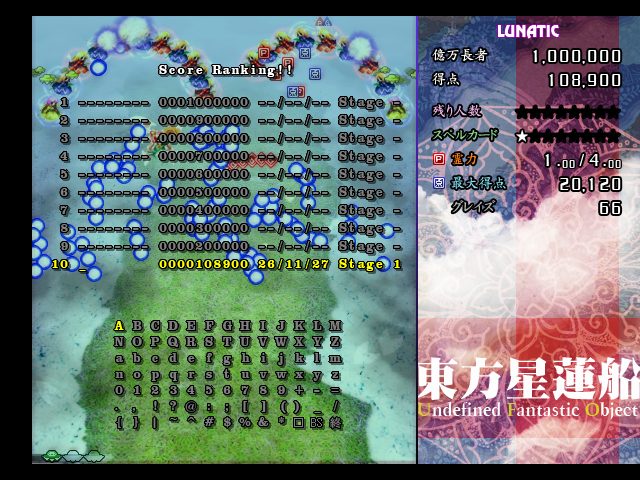 Score Ranking!!
1 -------- 0001000000 --/--/-- Stage -
2 -------- 0000900000 --/--/-- Stage -
3 -------- 0000800000 --/--/-- Stage -
4 -------- 0000700000 --/--/-- Stage -
5 -------- 0000600000 --/--/-- Stage -
6 -------- 0000500000 --/--/-- Stage -
7 -------- 0000400000 --/--/-- Stage -
8 -------- 0000300000 --/--/-- Stage -
9 -------- 0000200000 --/--/-- Stage -
10 _ 0000108900 26/11/27 Stage 1
A B C D E F G H I J K L M
N O P Q R S T U V W X Y Z
a b c d e f g h i j k l m
n o p q r s t u v w x y z
0 1 2 3 4 5 6 7 8 9 + - =
. , ! ? @ : ; [ ] ( ) _ /
{ } | ~ ^ # $ % & * □ BS 終
LUNATIC
億万長者 1,000,000
得点 108,900
残り人数
スペルカード
P 霊力 1.00/4.00
最大得点 20,120
グレイズ 66
東方星蓮船
Undefined Fantastic Object